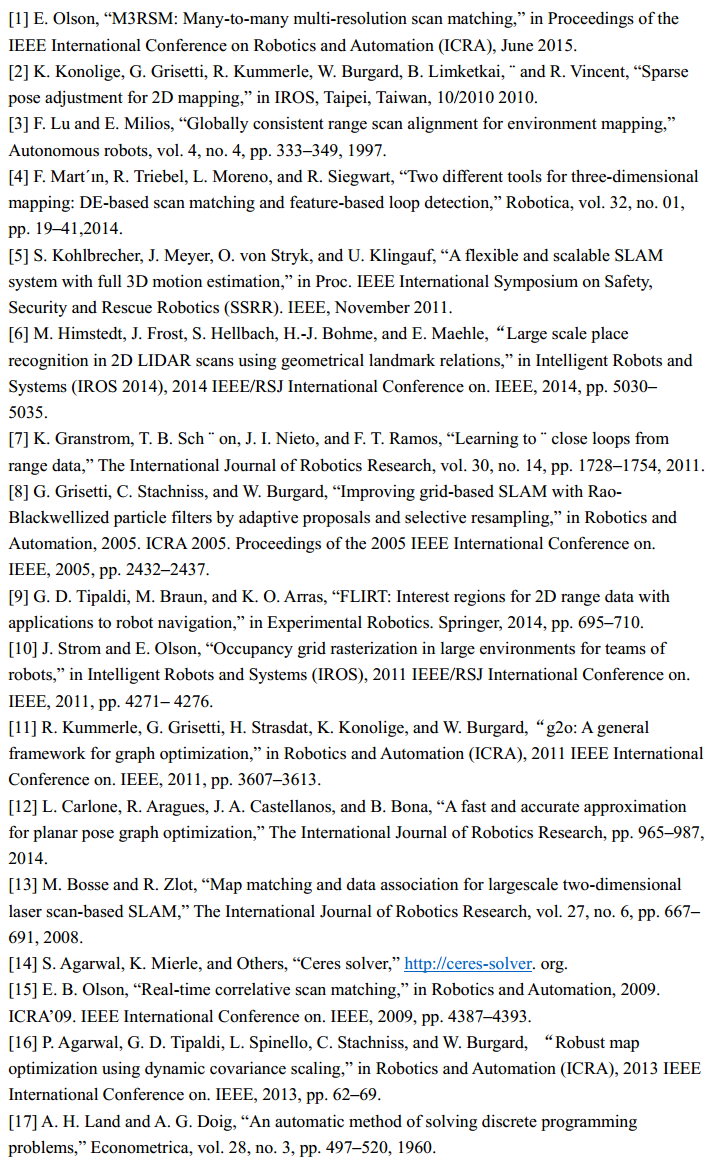 [1] E. Olson, “M3RSM: Many-to-many multi-resolution scan matching,” in Proceedings of the
IEEE International Conference on Robotics and Automation (ICRA), June 2015.
[2] K. Konolige, G. Grisetti, R. Kummerle, W. Burgard, B. Limketkai, ¨ and R. Vincent, “Sparse
pose adjustment for 2D mapping,” in IROS, Taipei, Taiwan, 10/2010 2010.
[3] F. Lu and E. Milios, “Globally consistent range scan alignment for environment mapping,”
Autonomous robots, vol. 4, no. 4, pp. 333–349, 1997.
[4] F. Mart´ın, R. Triebel, L. Moreno, and R. Siegwart, “Two different tools for three-dimensional
mapping: DE-based scan matching and feature-based loop detection,” Robotica, vol. 32, no. 01,
pp. 19–41,2014.
[5] S. Kohlbrecher, J. Meyer, O. von Stryk, and U. Klingauf, “A flexible and scalable SLAM
system with full 3D motion estimation,” in Proc. IEEE International Symposium on Safety,
Security and Rescue Robotics (SSRR). IEEE, November 2011.
[6] M. Himstedt, J. Frost, S. Hellbach, H.-J. Bohme, and E. Maehle, “Large scale place
recognition in 2D LIDAR scans using geometrical landmark relations,” in Intelligent Robots and
Systems (IROS 2014), 2014 IEEE/RSJ International Conference on. IEEE, 2014, pp. 5030–
5035.
[7] K. Granstrom, T. B. Sch ¨ on, J. I. Nieto, and F. T. Ramos, “Learning to ¨ close loops from
range data,” The International Journal of Robotics Research, vol. 30, no. 14, pp. 1728–1754, 2011.
[8] G. Grisetti, C. Stachniss, and W. Burgard, “Improving grid-based SLAM with Rao-
Blackwellized particle filters by adaptive proposals and selective resampling,” in Robotics and
Automation, 2005. ICRA 2005. Proceedings of the 2005 IEEE International Conference on.
IEEE, 2005, pp. 2432–2437.
[9] G. D. Tipaldi, M. Braun, and K. O. Arras, “FLIRT: Interest regions for 2D range data with
applications to robot navigation,” in Experimental Robotics. Springer, 2014, pp. 695–710.
[10] J. Strom and E. Olson, “Occupancy grid rasterization in large environments for teams of
robots,” in Intelligent Robots and Systems (IROS), 2011 IEEE/RSJ International Conference on.
IEEE, 2011, pp. 4271– 4276.
[11] R. Kummerle, G. Grisetti, H. Strasdat, K. Konolige, and W. Burgard, “g2o: A general
framework for graph optimization,” in Robotics and Automation (ICRA), 2011 IEEE International
Conference on. IEEE, 2011, pp. 3607–3613.
[12] L. Carlone, R. Aragues, J. A. Castellanos, and B. Bona, “A fast and accurate approximation
for planar pose graph optimization,” The International Journal of Robotics Research, pp. 965–987,
2014.
[13] M. Bosse and R. Zlot, “Map matching and data association for largescale two-dimensional
laser scan-based SLAM,” The International Journal of Robotics Research, vol. 27, no. 6, pp. 667–
691, 2008.
[14] S. Agarwal, K. Mierle, and Others, “Ceres solver,” http://ceres-solver. org.
[15] E. B. Olson, “Real-time correlative scan matching,” in Robotics and Automation, 2009.
ICRA’09. IEEE International Conference on. IEEE, 2009, pp. 4387–4393.
[16] P. Agarwal, G. D. Tipaldi, L. Spinello, C. Stachniss, and W. Burgard, “Robust map
optimization using dynamic covariance scaling,” in Robotics and Automation (ICRA), 2013 IEEE
International Conference on. IEEE, 2013, pp. 62–69.
[17] A. H. Land and A. G. Doig, “An automatic method of solving discrete programming
problems,” Econometrica, vol. 28, no. 3, pp. 497–520, 1960.